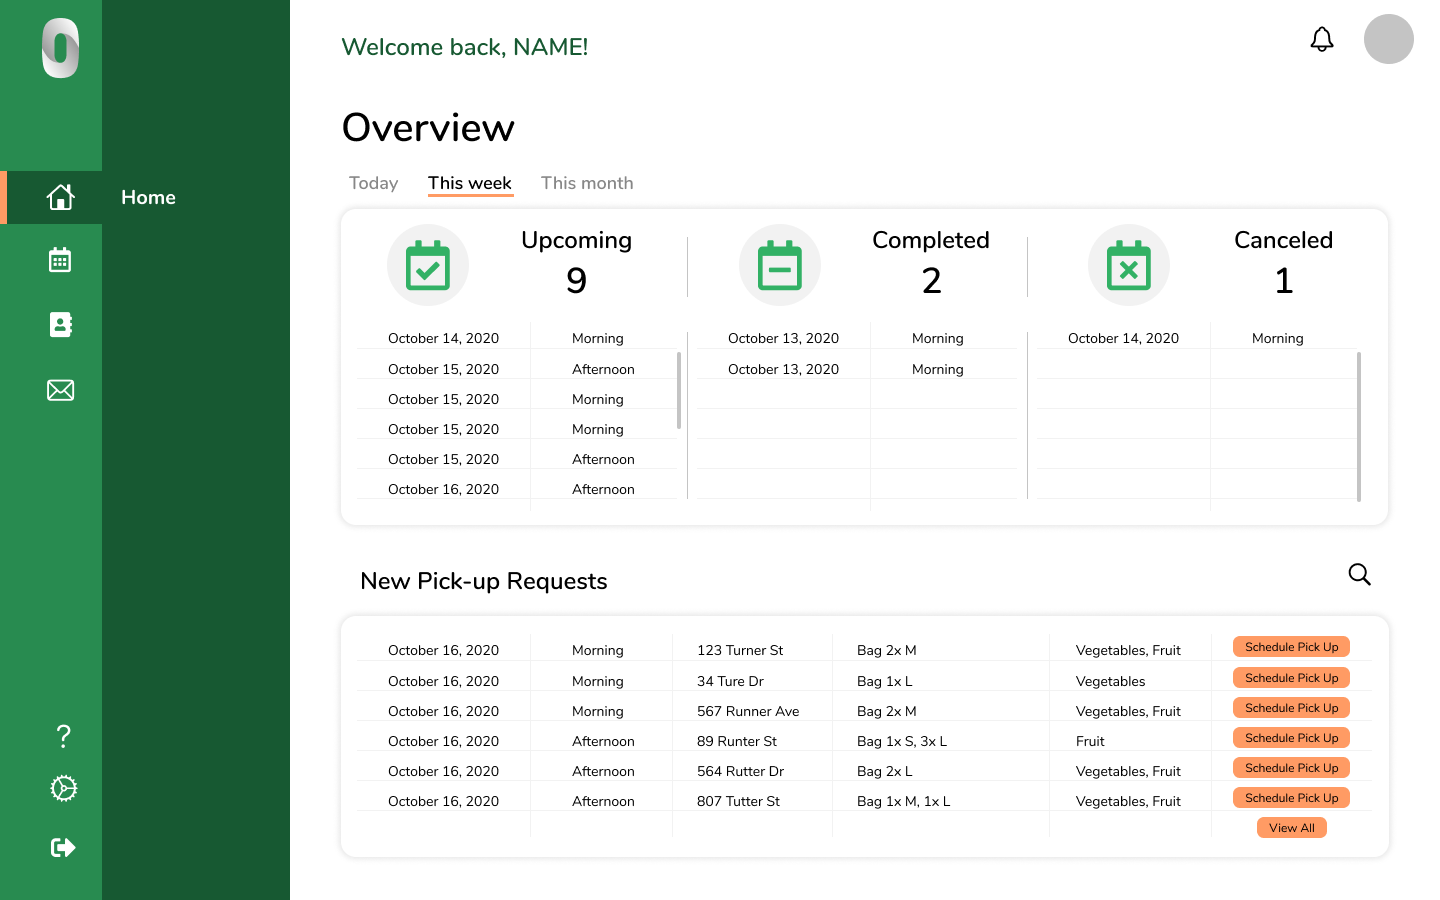 Welcome back, NAME!
Overview
Today This week This month
Home
Upcoming
9
Completed
2
Canceled
1
October 14, 2020 Morning
October 15, 2020 Afternoon
October 15, 2020 Morning
October 15, 2020 Morning
October 15, 2020 Afternoon
October 16, 2020 Afternoon
October 13, 2020 Morning
October 13, 2020 Morning
October 14, 2020 Morning
New Pick-up Requests
October 16, 2020 Morning 123 Turner St Bag 2x M Vegetables, Fruit Schedule Pick Up
October 16, 2020 Morning 34 Ture Dr Bag 1x L Vegetables Schedule Pick Up
October 16, 2020 Morning 567 Runner Ave Bag 2x M Vegetables, Fruit Schedule Pick Up
October 16, 2020 Afternoon 89 Runter St Bag 1x S, 3x L Fruit Schedule Pick Up
October 16, 2020 Afternoon 564 Rutter Dr Bag 2x L Vegetables, Fruit Schedule Pick Up
October 16, 2020 Afternoon 807 Tutter St Bag 1x M, 1x L Vegetables, Fruit Schedule Pick Up
View All